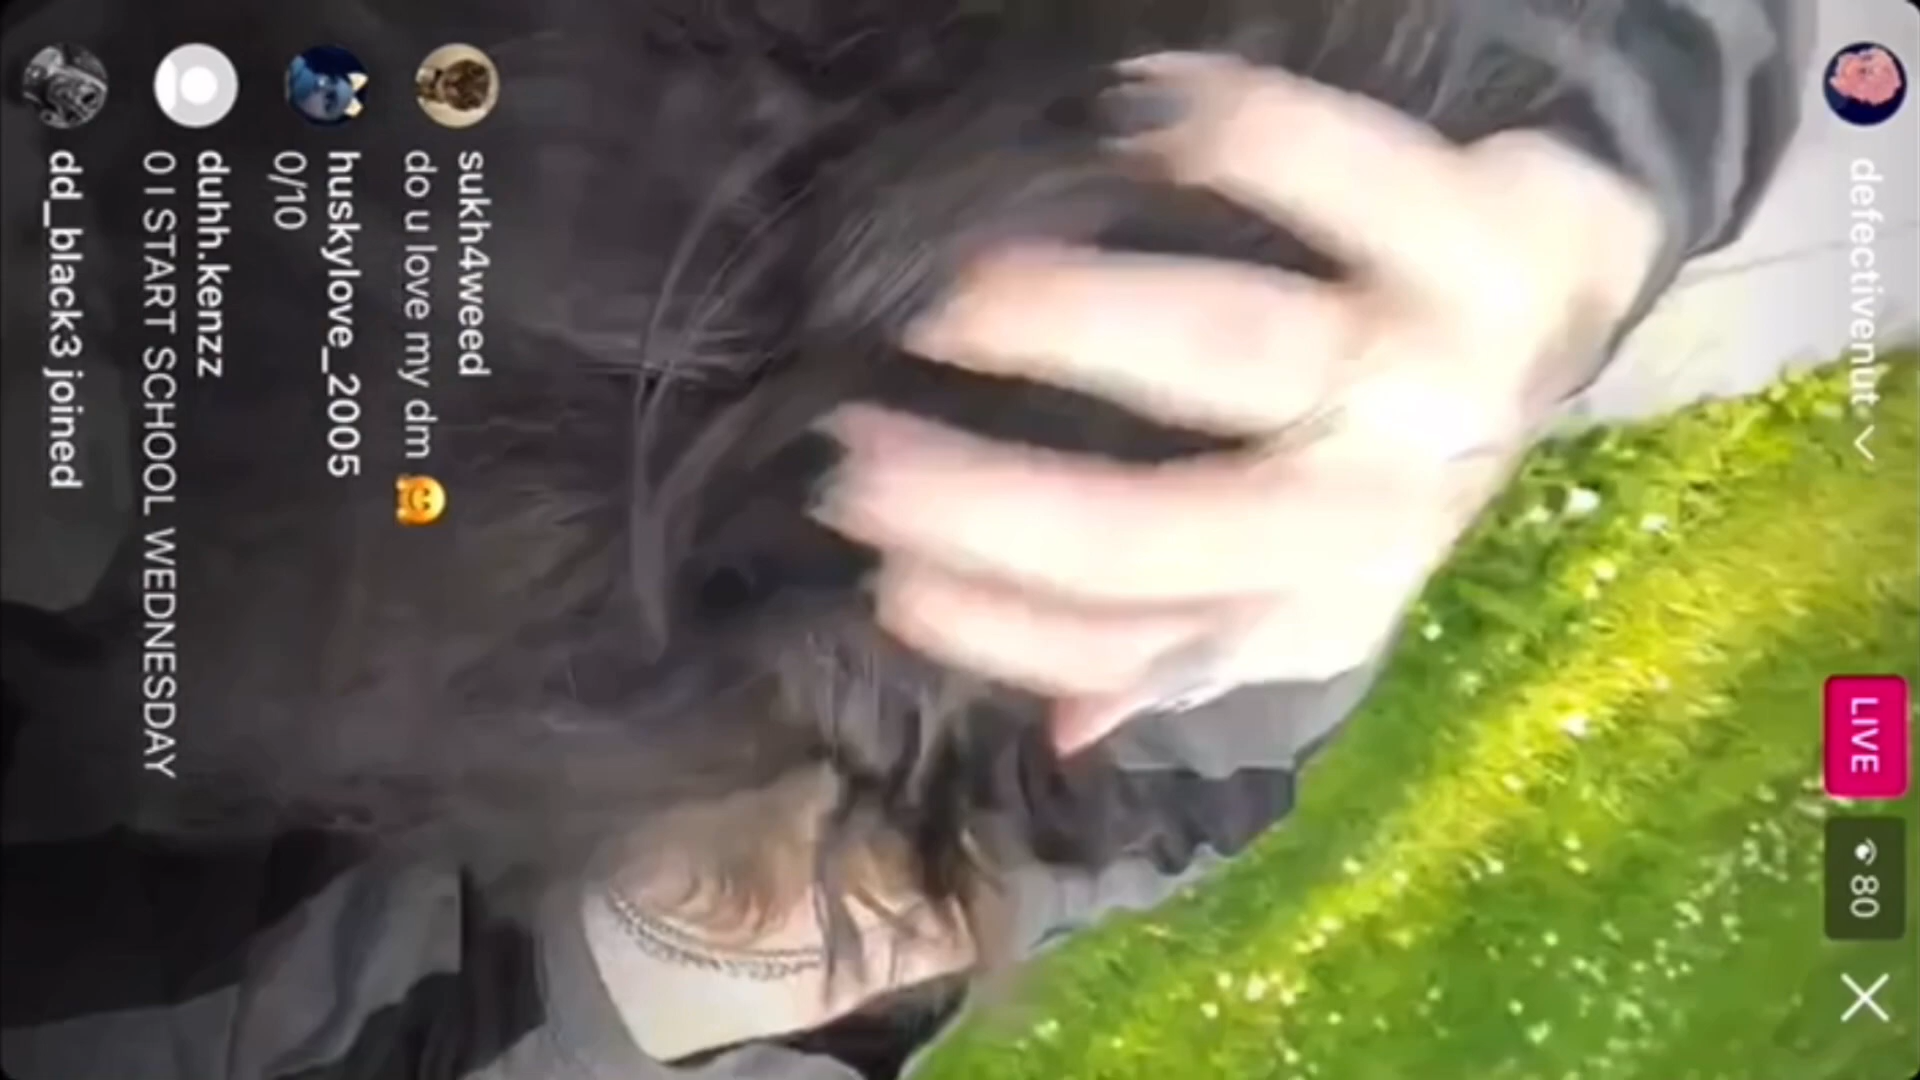 defectivenut
LIVE
80
sukh4weed
do u love my dm 🤗
huskylove_2005
0/10
duhh.kenzz
0 I START SCHOOL WEDNESDAY
dd_black3 joined